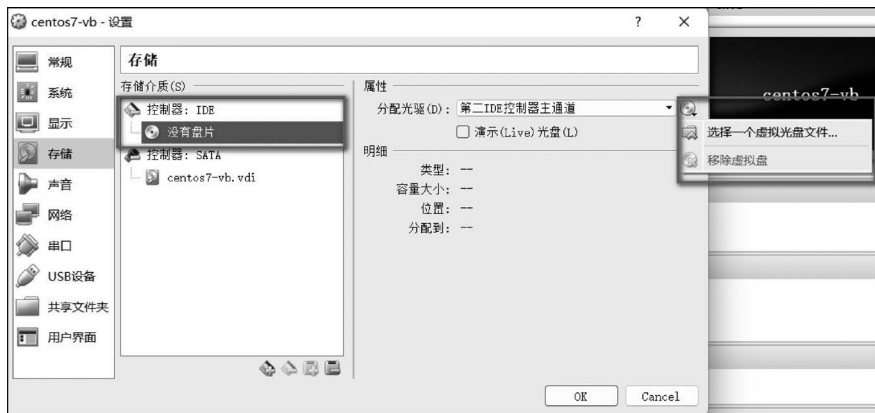 centos7-vb - 设置
?
×
常规
系统
显示
存储
声音
网络
串口
USB设备
共享文件夹
用户界面
存储
存储介质(S)
控制器: IDE
没有盘片
控制器: SATA
centos7-vb.vdi
属性
分配光驱(D): 第二IDE控制器主通道
演示(Live)光盘(L)
明细
类型: --
容量大小: --
位置: --
分配到: --
centos7-vb
选择一个虚拟光盘文件...
移除虚拟盘
OK
Cancel